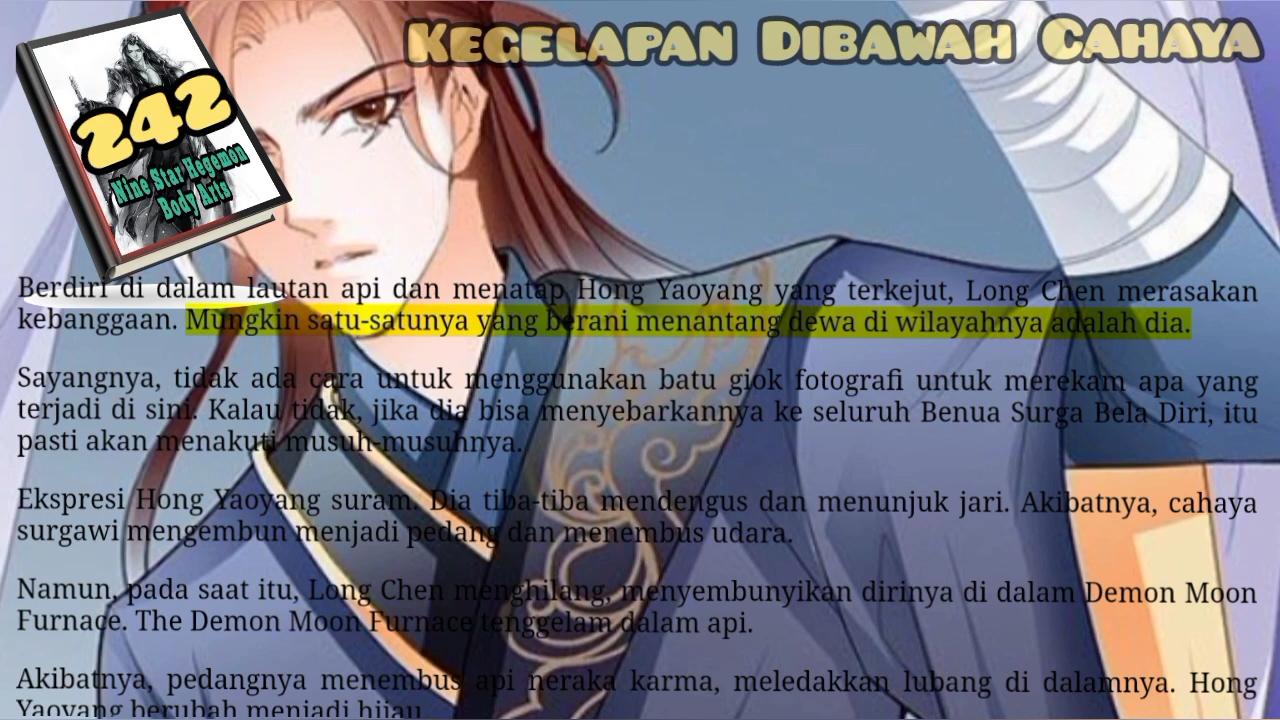 KEGELAPAN DIBAWAH CAHAYA
242
Nine Star Hegemon
Body Arts
Berdiri di dalam lautan api dan menatap Hong Yaoyang yang terkejut, Long Chen merasakan
kebanggaan. Mungkin satu-satunya yang berani menantang dewa di wilayahnya adalah dia.
Sayangnya, tidak ada cara untuk menggunakan batu giok fotografi untuk merekam apa yang
terjadi di sini. Kalau tidak, jika dia bisa menyebarkannya ke seluruh Benua Surga Bela Diri, itu
pasti akan menakuti musuh-musuhnya.
Ekspresi Hong Yaoyang suram. Dia tiba-tiba mendengus dan menunjuk jari. Akibatnya, cahaya
surgawi mengembun menjadi pedang dan menembus udara.
Namun, pada saat itu, Long Chen menghilang, menyembunyikan dirinya di dalam Demon Moon
Furnace. The Demon Moon Furnace tenggelam dalam api.
Akibatnya, pedangnya menembus api neraka karma, meledakkan lubang di dalamnya. Hong
Yaoyang berubah menjadi hijau